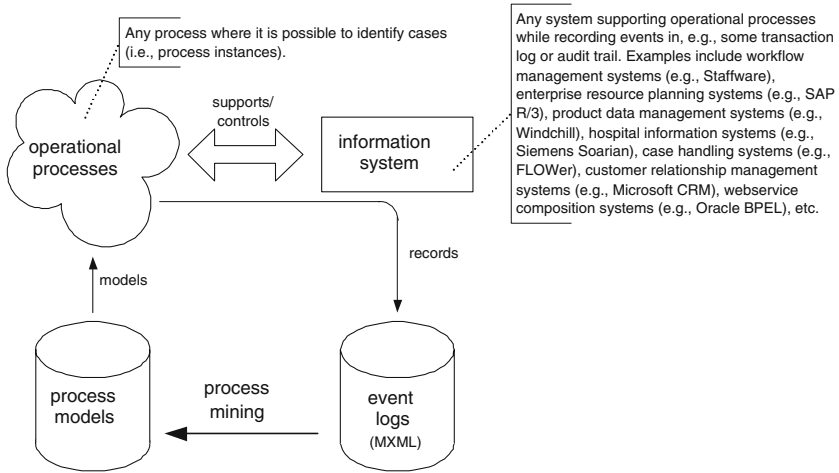 Any process where it is possible to identify cases
(i.e., process instances).
Any system supporting operational processes
while recording events in, e.g., some transaction
log or audit trail. Examples include workflow
management systems (e.g., Staffware),
enterprise resource planning systems (e.g., SAP
R/3), product data management systems (e.g.,
Windchill), hospital information systems (e.g.,
Siemens Soarian), case handling systems (e.g.,
FLOWer), customer relationship management
systems (e.g., Microsoft CRM), webservice
composition systems (e.g., Oracle BPEL), etc.
supports/
controls
operational
processes
information
system
records
models
process
models
process
mining
event
logs
(MXML)